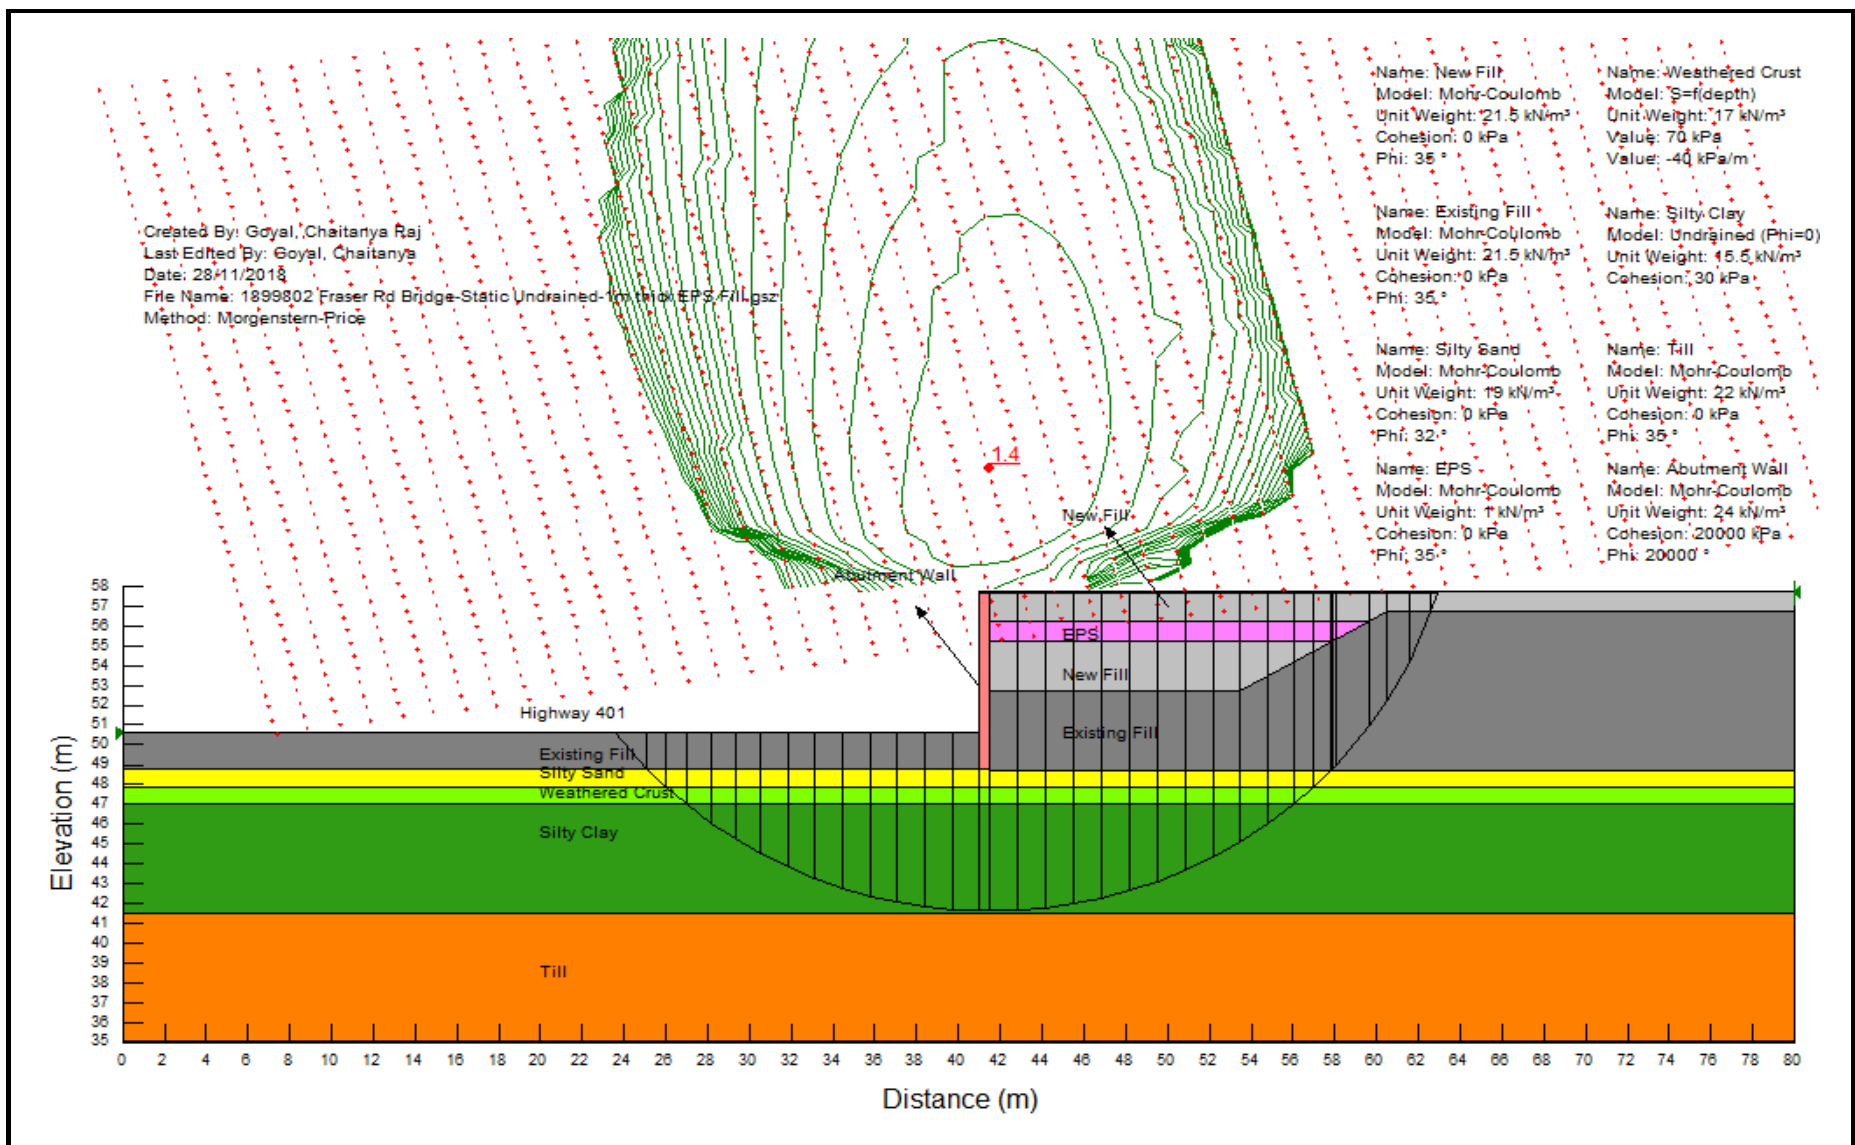 Name: New Fill
Model: Mohr-Coulomb
Unit Weight: 21.5 kN/m³
Cohesion: 0 kPa
Phi: 35 °
Name: Weathered Crust
Model: S=f(depth)
Unit Weight: 17 kN/m³
Value: 70 kPa
Value: -40 kPa/m
Name: Existing Fill
Model: Mohr-Coulomb
Unit Weight: 21.5 kN/m³
Cohesion: 0 kPa
Phi: 35 °
Name: Silty Clay
Model: Undrained (Phi=0)
Unit Weight: 15.5 kN/m³
Cohesion: 30 kPa
Created By: Goyal, Chaitanya Raj
Last Edited By: Goyal, Chaitanya
Date: 28/11/2018
File Name: 1899802 Fraser Rd Bridge-Static Undrained-1m thick EPS Fill.gsz
Method: Morgenstern-Price
Name: Silty Sand
Model: Mohr-Coulomb
Unit Weight: 19 kN/m³
Cohesion: 0 kPa
Phi: 32 °
Name: Till
Model: Mohr-Coulomb
Unit Weight: 22 kN/m³
Cohesion: 0 kPa
Phi: 35 °
Name: EPS
Model: Mohr-Coulomb
Unit Weight: 1 kN/m³
Cohesion: 0 kPa
Phi: 35 °
Name: Abutment Wall
Model: Mohr-Coulomb
Unit Weight: 24 kN/m³
Cohesion: 20000 kPa
Phi: 20000 °
1.4
New Fill
Abutment Wall
EPS
New Fill
Highway 401
Existing Fill
Existing Fill
Silty Sand
Weathered Crust
Silty Clay
Till
Elevation (m)
58
57
56
55
54
53
52
51
50
49
48
47
46
45
44
43
42
41
40
39
38
37
36
35
0 2 4 6 8 10 12 14 16 18 20 22 24 26 28 30 32 34 36 38 40 42 44 46 48 50 52 54 56 58 60 62 64 66 68 70 72 74 76 78 80
Distance (m)